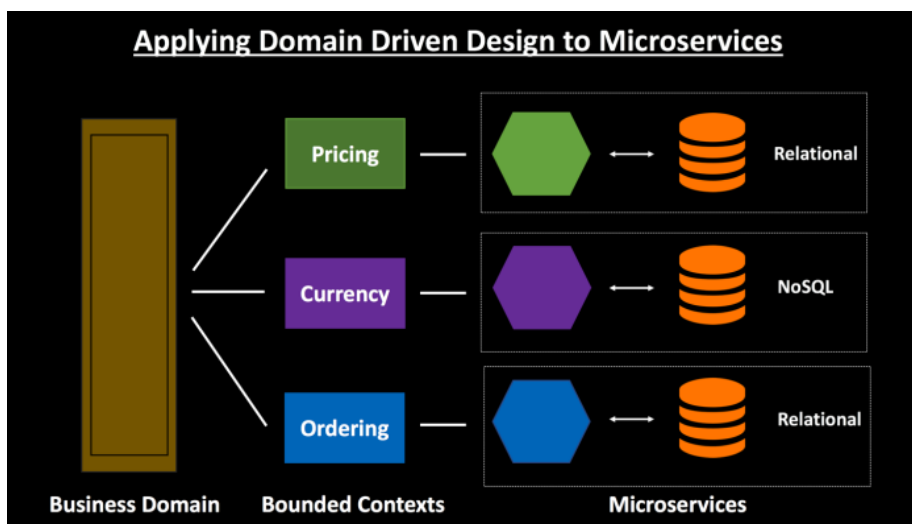 Applying Domain Driven Design to Microservices
Pricing
Relational
Currency
NoSQL
Ordering
Relational
Business Domain
Bounded Contexts
Microservices